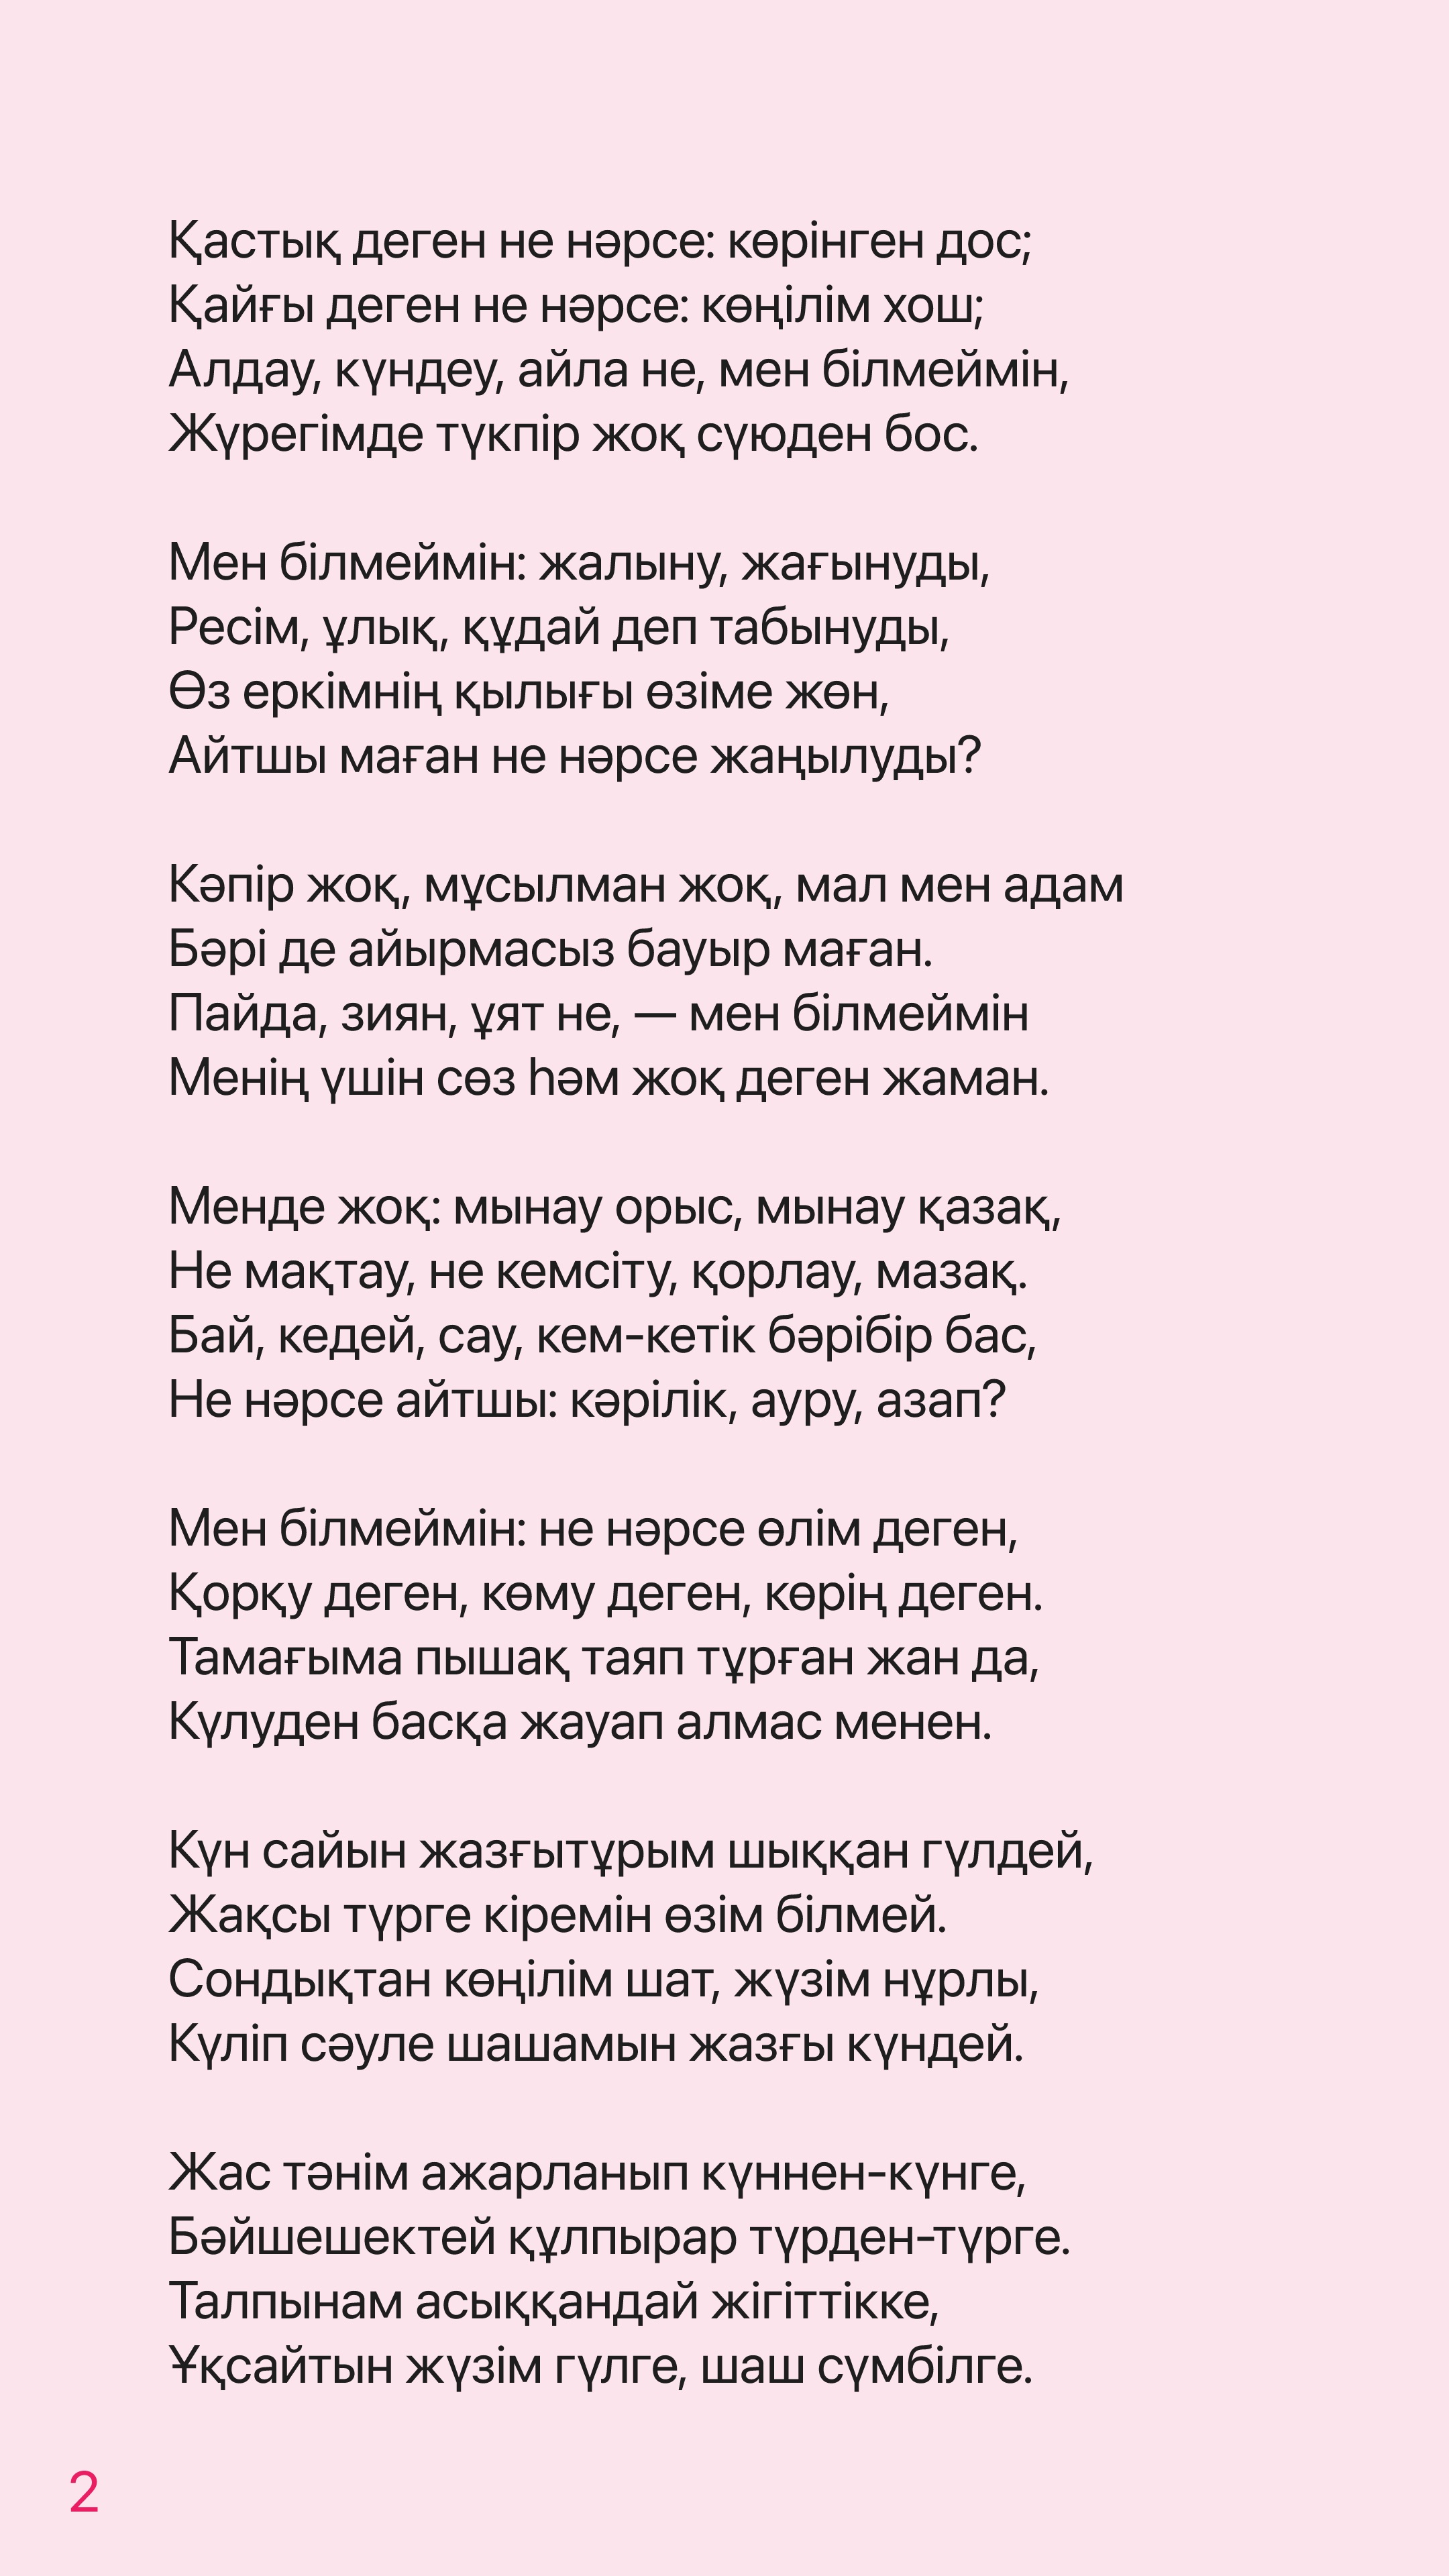 Қастық деген не нәрсе: көрінген дос;
Қайғы деген не нәрсе: көңілім хош;
Алдау, күндеу, айла не, мен білмеймін,
Жүрегімде түкпір жоқ сүюден бос.

Мен білмеймін: жалыну, жағынуды,
Ресім, ұлық, құдай деп табынуды,
Өз еркімнің қылығы өзіме жөн,
Айтшы маған не нәрсе жаңылуды?

Кәпір жоқ, мұсылман жоқ, мал мен адам
Бәрі де айырмасыз бауыр маған.
Пайда, зиян, ұят не, — мен білмеймін
Менің үшін сөз һәм жоқ деген жаман.

Менде жоқ: мынау орыс, мынау қазақ,
Не мақтау, не кемсіту, қорлау, мазақ.
Бай, кедей, сау, кем-кетік бәрібір бас,
Не нәрсе айтшы: кәрілік, ауру, азап?

Мен білмеймін: не нәрсе өлім деген,
Қорқу деген, көму деген, көрің деген.
Тамағыма пышақ таяп тұрған жан да,
Күлуден басқа жауап алмас менен.

Күн сайын жазғытұрым шыққан гүлдей,
Жақсы түрге кіремін өзім білмей.
Сондықтан көңілім шат, жүзім нұрлы,
Күліп сәуле шашамын жазғы күндей.

Жас тәнім ажарланып күннен-күнге,
Бәйшешектей құлпырар түрден-түрге.
Талпынам асыққандай жігіттікке,
Ұқсайтын жүзім гүлге, шаш сүмбілге.

2